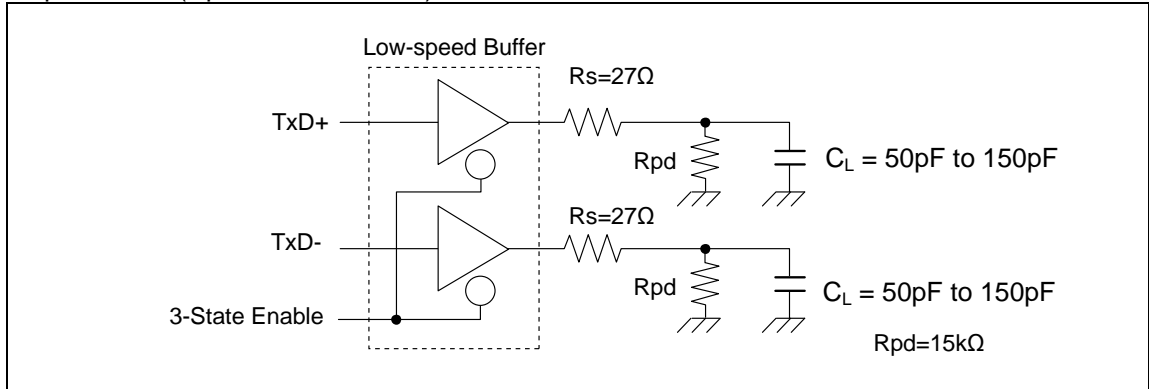 Low-speed Buffer
Rs=27Ω
TxD+
Rpd
CL = 50pF to 150pF
Rs=27Ω
TxD-
Rpd
CL = 50pF to 150pF
3-State Enable
Rpd=15kΩ